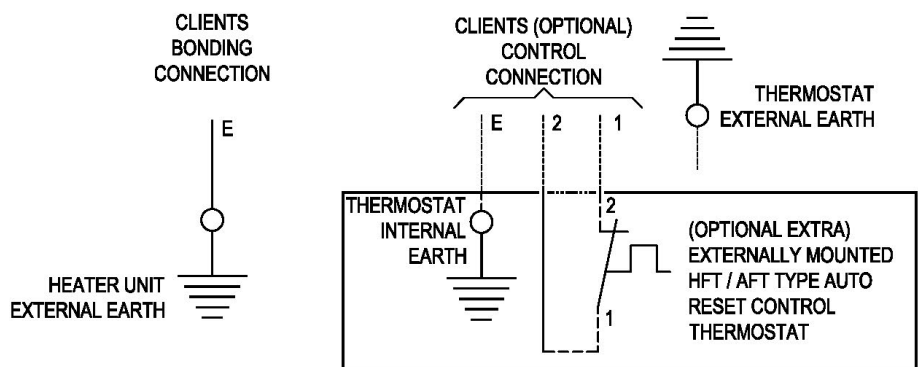 CLIENTS
BONDING
CONNECTION
E
HEATER UNIT
EXTERNAL EARTH
CLIENTS (OPTIONAL)
CONTROL
CONNECTION
E 2 1
THERMOSTAT
EXTERNAL EARTH
THERMOSTAT
INTERNAL
EARTH
2
1
(OPTIONAL EXTRA)
EXTERNALLY MOUNTED
HFT / AFT TYPE AUTO
RESET CONTROL
THERMOSTAT